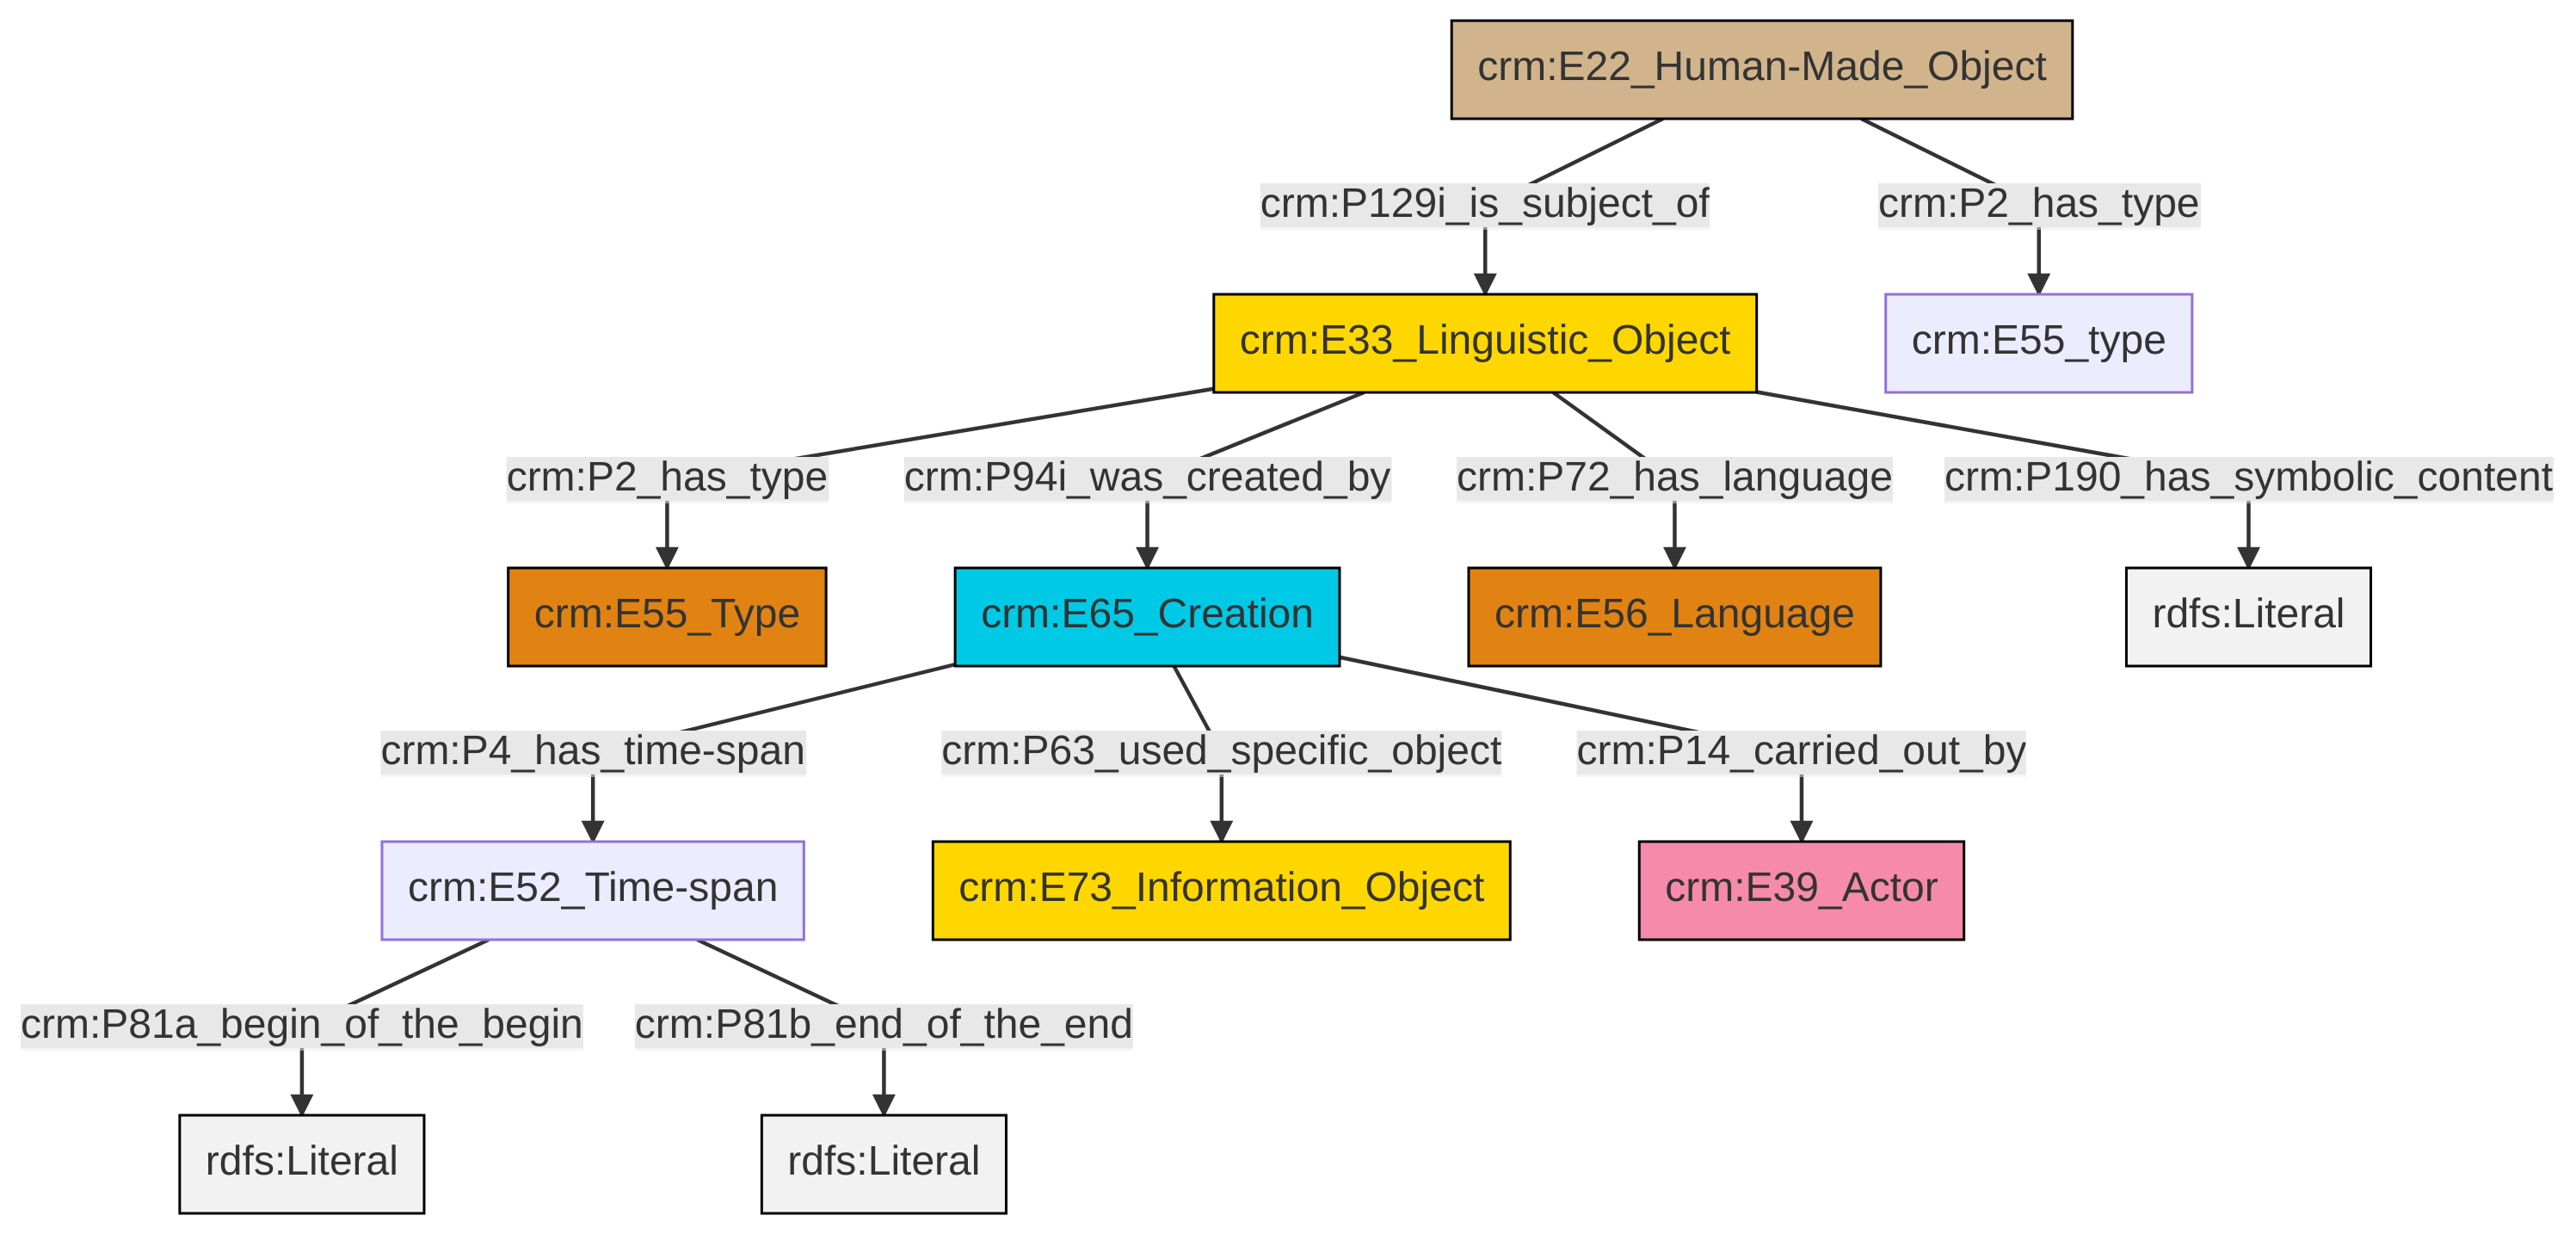 crm:E22_Human-Made_Object
crm:P129i_is_subject_of
crm:P2_has_type
crm:E33_Linguistic_Object
crm:E55_type
crm:P2_has_type
crm:P94i_was_created_by
crm:P72_has_language
crm:P190_has_symbolic_content
crm:E55_Type
crm:E65_Creation
crm:E56_Language
rdfs:Literal
crm:P4_has_time-span
crm:P63_used_specific_object
crm:P14_carried_out_by
crm:E52_Time-span
crm:E73_Information_Object
crm:E39_Actor
crm:P81a_begin_of_the_begin
crm:P81b_end_of_the_end
rdfs:Literal
rdfs:Literal